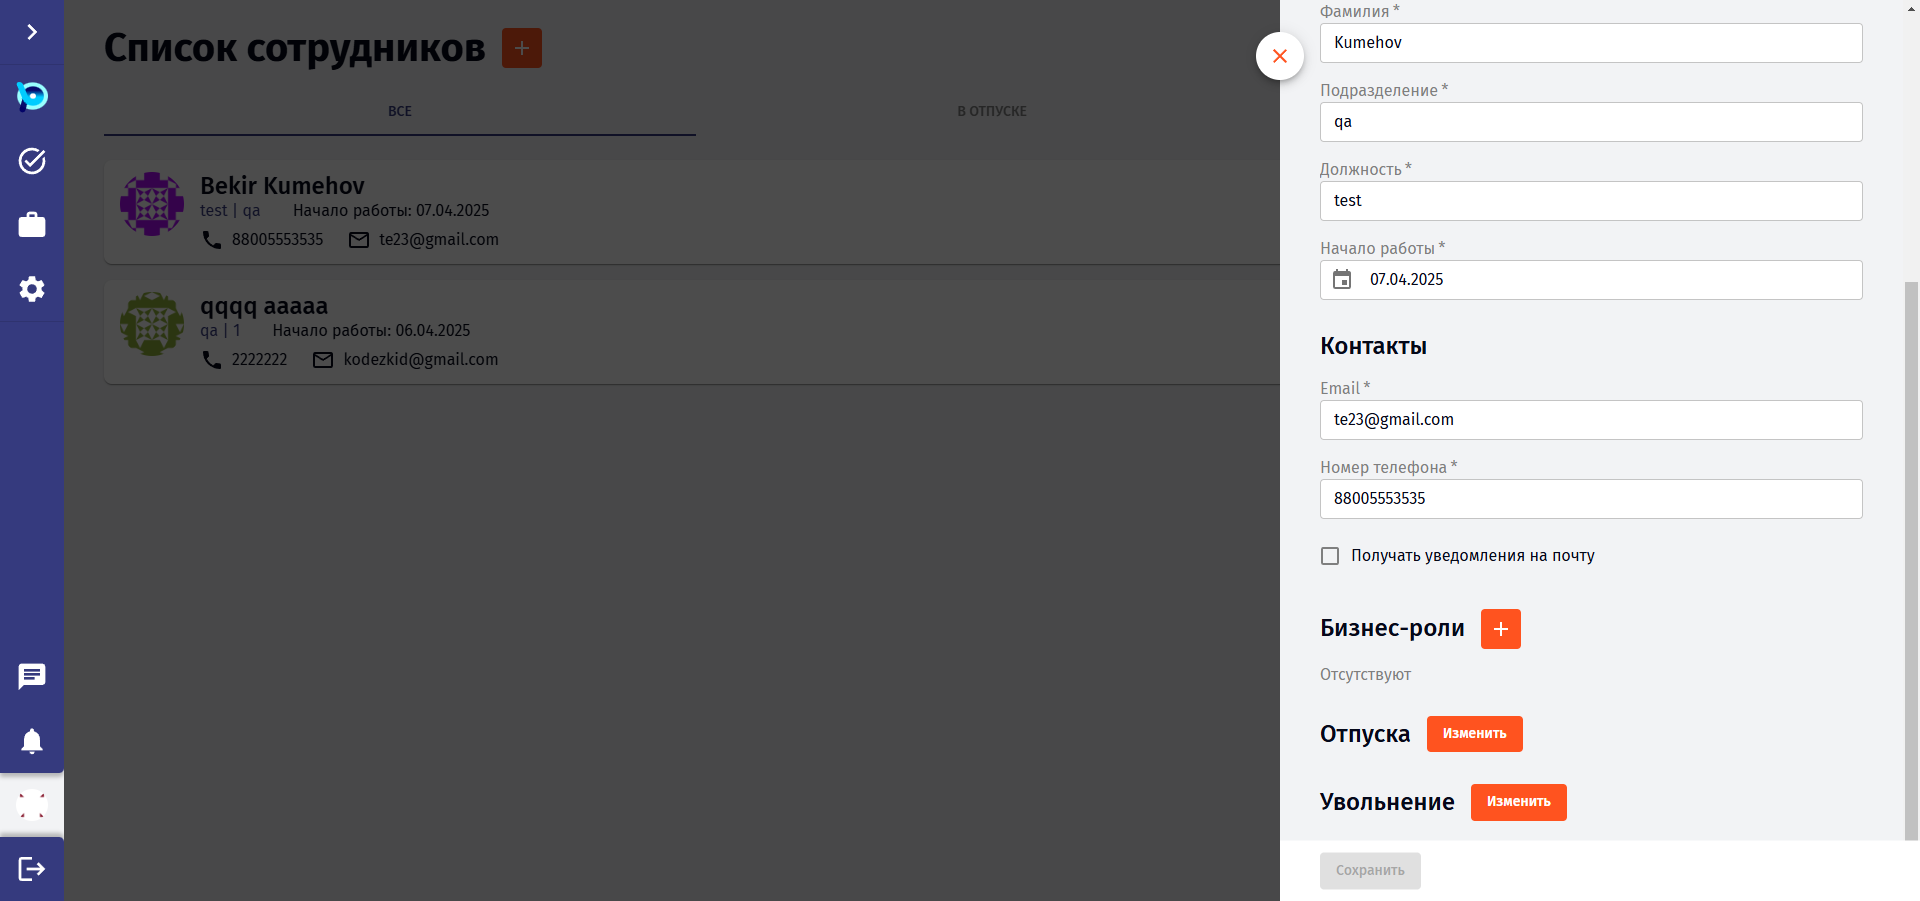 Список сотрудников
ВСЕ
В ОТПУСКЕ
Bekir Kumehov
test | qa Начало работы: 07.04.2025
88005553535 te23@gmail.com
qqqq aaaaa
qa | 1 Начало работы: 06.04.2025
2222222 kodezkid@gmail.com
Фамилия *
Kumehov
Подразделение *
qa
Должность *
test
Начало работы *
07.04.2025
Контакты
Email *
te23@gmail.com
Номер телефона *
88005553535
Получать уведомления на почту
Бизнес-роли
Отсутствуют
Отпуска Изменить
Увольнение Изменить
Сохранить